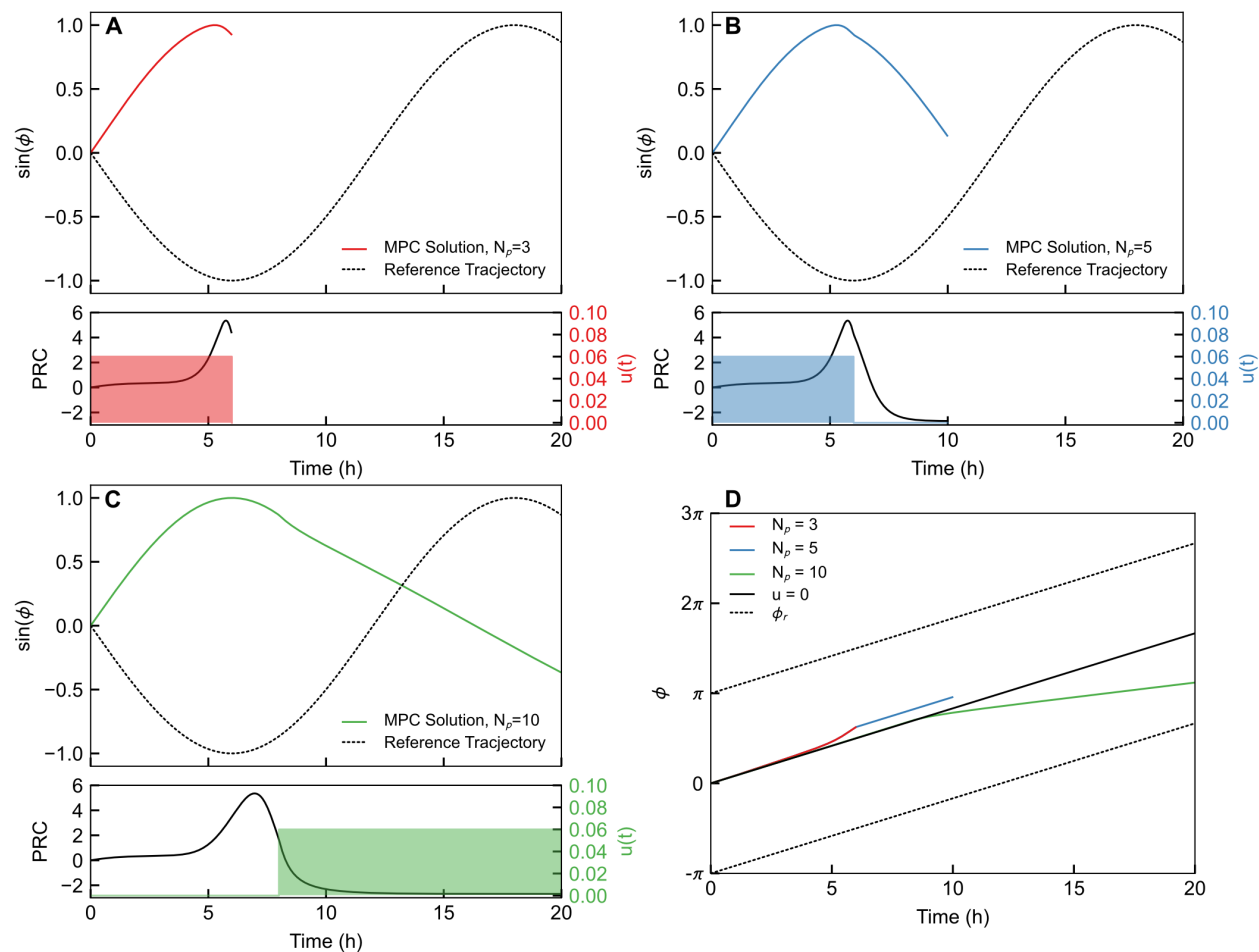 A
1.0
0.5
0.0
−0.5
−1.0
sin(ϕ)
MPC Solution, Np=3
Reference Tracjectory
6
4
2
0
−2
PRC
0.10
0.08
0.06
0.04
0.02
0.00
u(t)
0 5 10 15 20
Time (h)
B
1.0
0.5
0.0
−0.5
−1.0
sin(ϕ)
MPC Solution, Np=5
Reference Tracjectory
6
4
2
0
−2
PRC
0.10
0.08
0.06
0.04
0.02
0.00
u(t)
0 5 10 15 20
Time (h)
C
1.0
0.5
0.0
−0.5
−1.0
sin(ϕ)
MPC Solution, Np=10
Reference Tracjectory
6
4
2
0
−2
PRC
0.10
0.08
0.06
0.04
0.02
0.00
u(t)
0 5 10 15 20
Time (h)
D
3π
2π
π
0
-π
ϕ
Np = 3
Np = 5
Np = 10
u = 0
ϕr
0 5 10 15 20
Time (h)